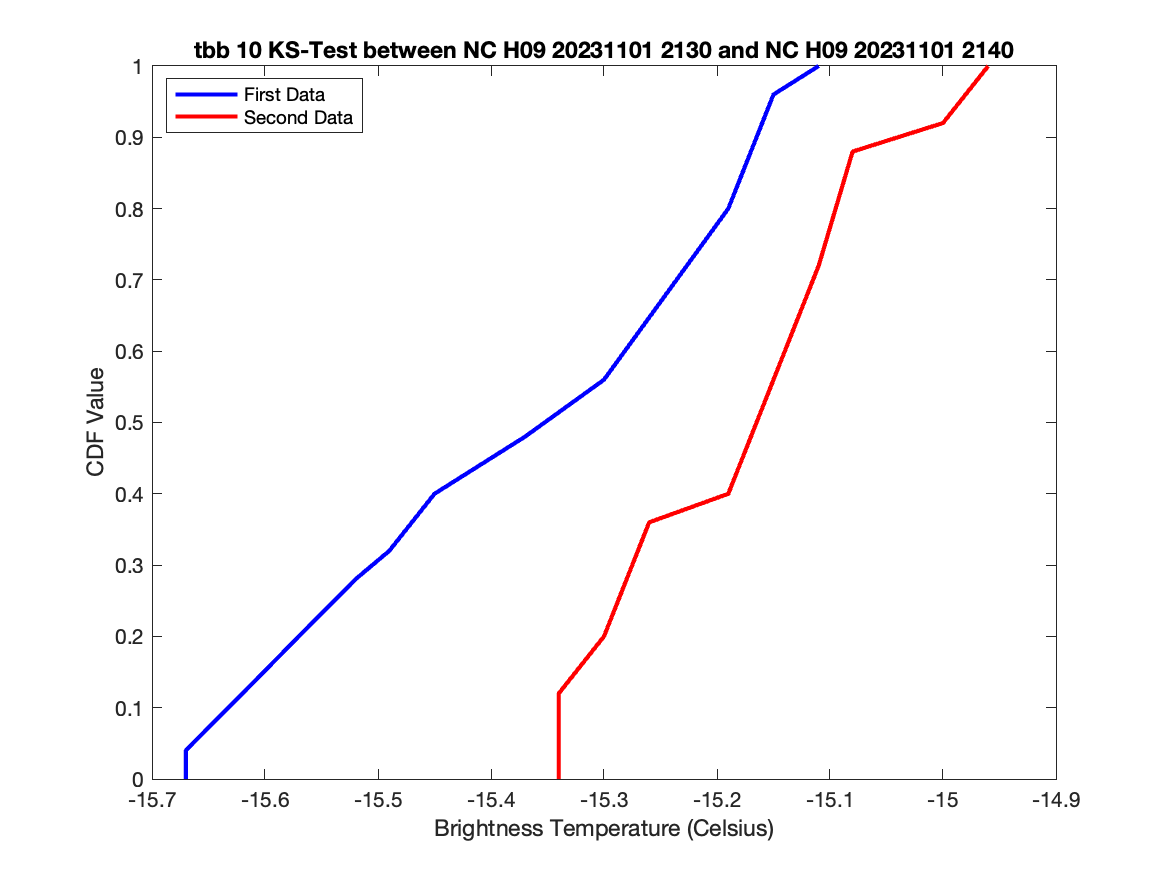 tbb 10 KS-Test between NC H09 20231101 2130 and NC H09 20231101 2140
First Data
Second Data
1
0.9
0.8
0.7
0.6
0.5
0.4
0.3
0.2
0.1
0
CDF Value
-15.7 -15.6 -15.5 -15.4 -15.3 -15.2 -15.1 -15 -14.9
Brightness Temperature (Celsius)